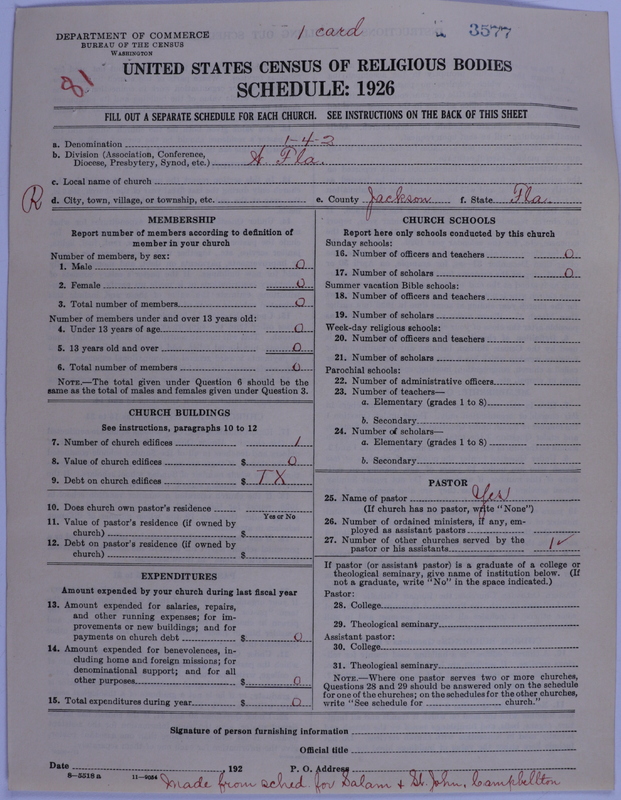 DEPARTMENT OF COMMERCE
BUREAU OF THE CENSUS
WASHINGTON
1 card
3577
81
UNITED STATES CENSUS OF RELIGIOUS BODIES
SCHEDULE: 1926
FILL OUT A SEPARATE SCHEDULE FOR EACH CHURCH. SEE INSTRUCTIONS ON THE BACK OF THIS SHEET
a. Denomination 1-4-2
b. Division (Association, Conference, Diocese, Presbytery, Synod, etc.) W. Fla.
c. Local name of church
R
d. City, town, village, or township, etc. e. County Jackson f. State Fla.
MEMBERSHIP
Report number of members according to definition of
member in your church
Number of members, by sex:
1. Male 0
2. Female 0
3. Total number of members 0
Number of members under and over 13 years old:
4. Under 13 years of age 0
5. 13 years old and over 0
6. Total number of members 0
NOTE.—The total given under Question 6 should be the
same as the total of males and females given under Question 3.
CHURCH BUILDINGS
See instructions, paragraphs 10 to 12
7. Number of church edifices 1
8. Value of church edifices $ 0
9. Debt on church edifices $ IX
10. Does church own pastor's residence
Yes or No
11. Value of pastor's residence (if owned by
church) $
12. Debt on pastor's residence (if owned by
church) $
EXPENDITURES
Amount expended by your church during last fiscal year
13. Amount expended for salaries, repairs,
and other running expenses; for im-
provements or new buildings; and for
payments on church debt $ 0
14. Amount expended for benevolences, in-
cluding home and foreign missions; for
denominational support; and for all
other purposes $ 0
15. Total expenditures during year $ 0
CHURCH SCHOOLS
Report here only schools conducted by this church
Sunday schools:
16. Number of officers and teachers 0
17. Number of scholars 0
Summer vacation Bible schools:
18. Number of officers and teachers
19. Number of scholars
Week-day religious schools:
20. Number of officers and teachers
21. Number of scholars
Parochial schools:
22. Number of administrative officers
23. Number of teachers—
a. Elementary (grades 1 to 8)
b. Secondary
24. Number of scholars—
a. Elementary (grades 1 to 8)
b. Secondary
PASTOR
25. Name of pastor Yes
(If church has no pastor, write "None")
26. Number of ordained ministers, if any, em-
ployed as assistant pastors
27. Number of other churches served by the
pastor or his assistants 1
If pastor (or assistant pastor) is a graduate of a college or
theological seminary, give name of institution below. (If
not a graduate, write "No" in the space indicated.)
Pastor:
28. College
29. Theological seminary
Assistant pastor:
30. College
31. Theological seminary
NOTE.—Where one pastor serves two or more churches,
Questions 28 and 29 should be answered only on the schedule
for one of the churches; on the schedules for the other churches,
write "See schedule for church."
Signature of person furnishing information
Official title
Date , 192 P. O. Address
8—5518 a 11—9084
Made from sched. for Salam & St. John, Campbellton